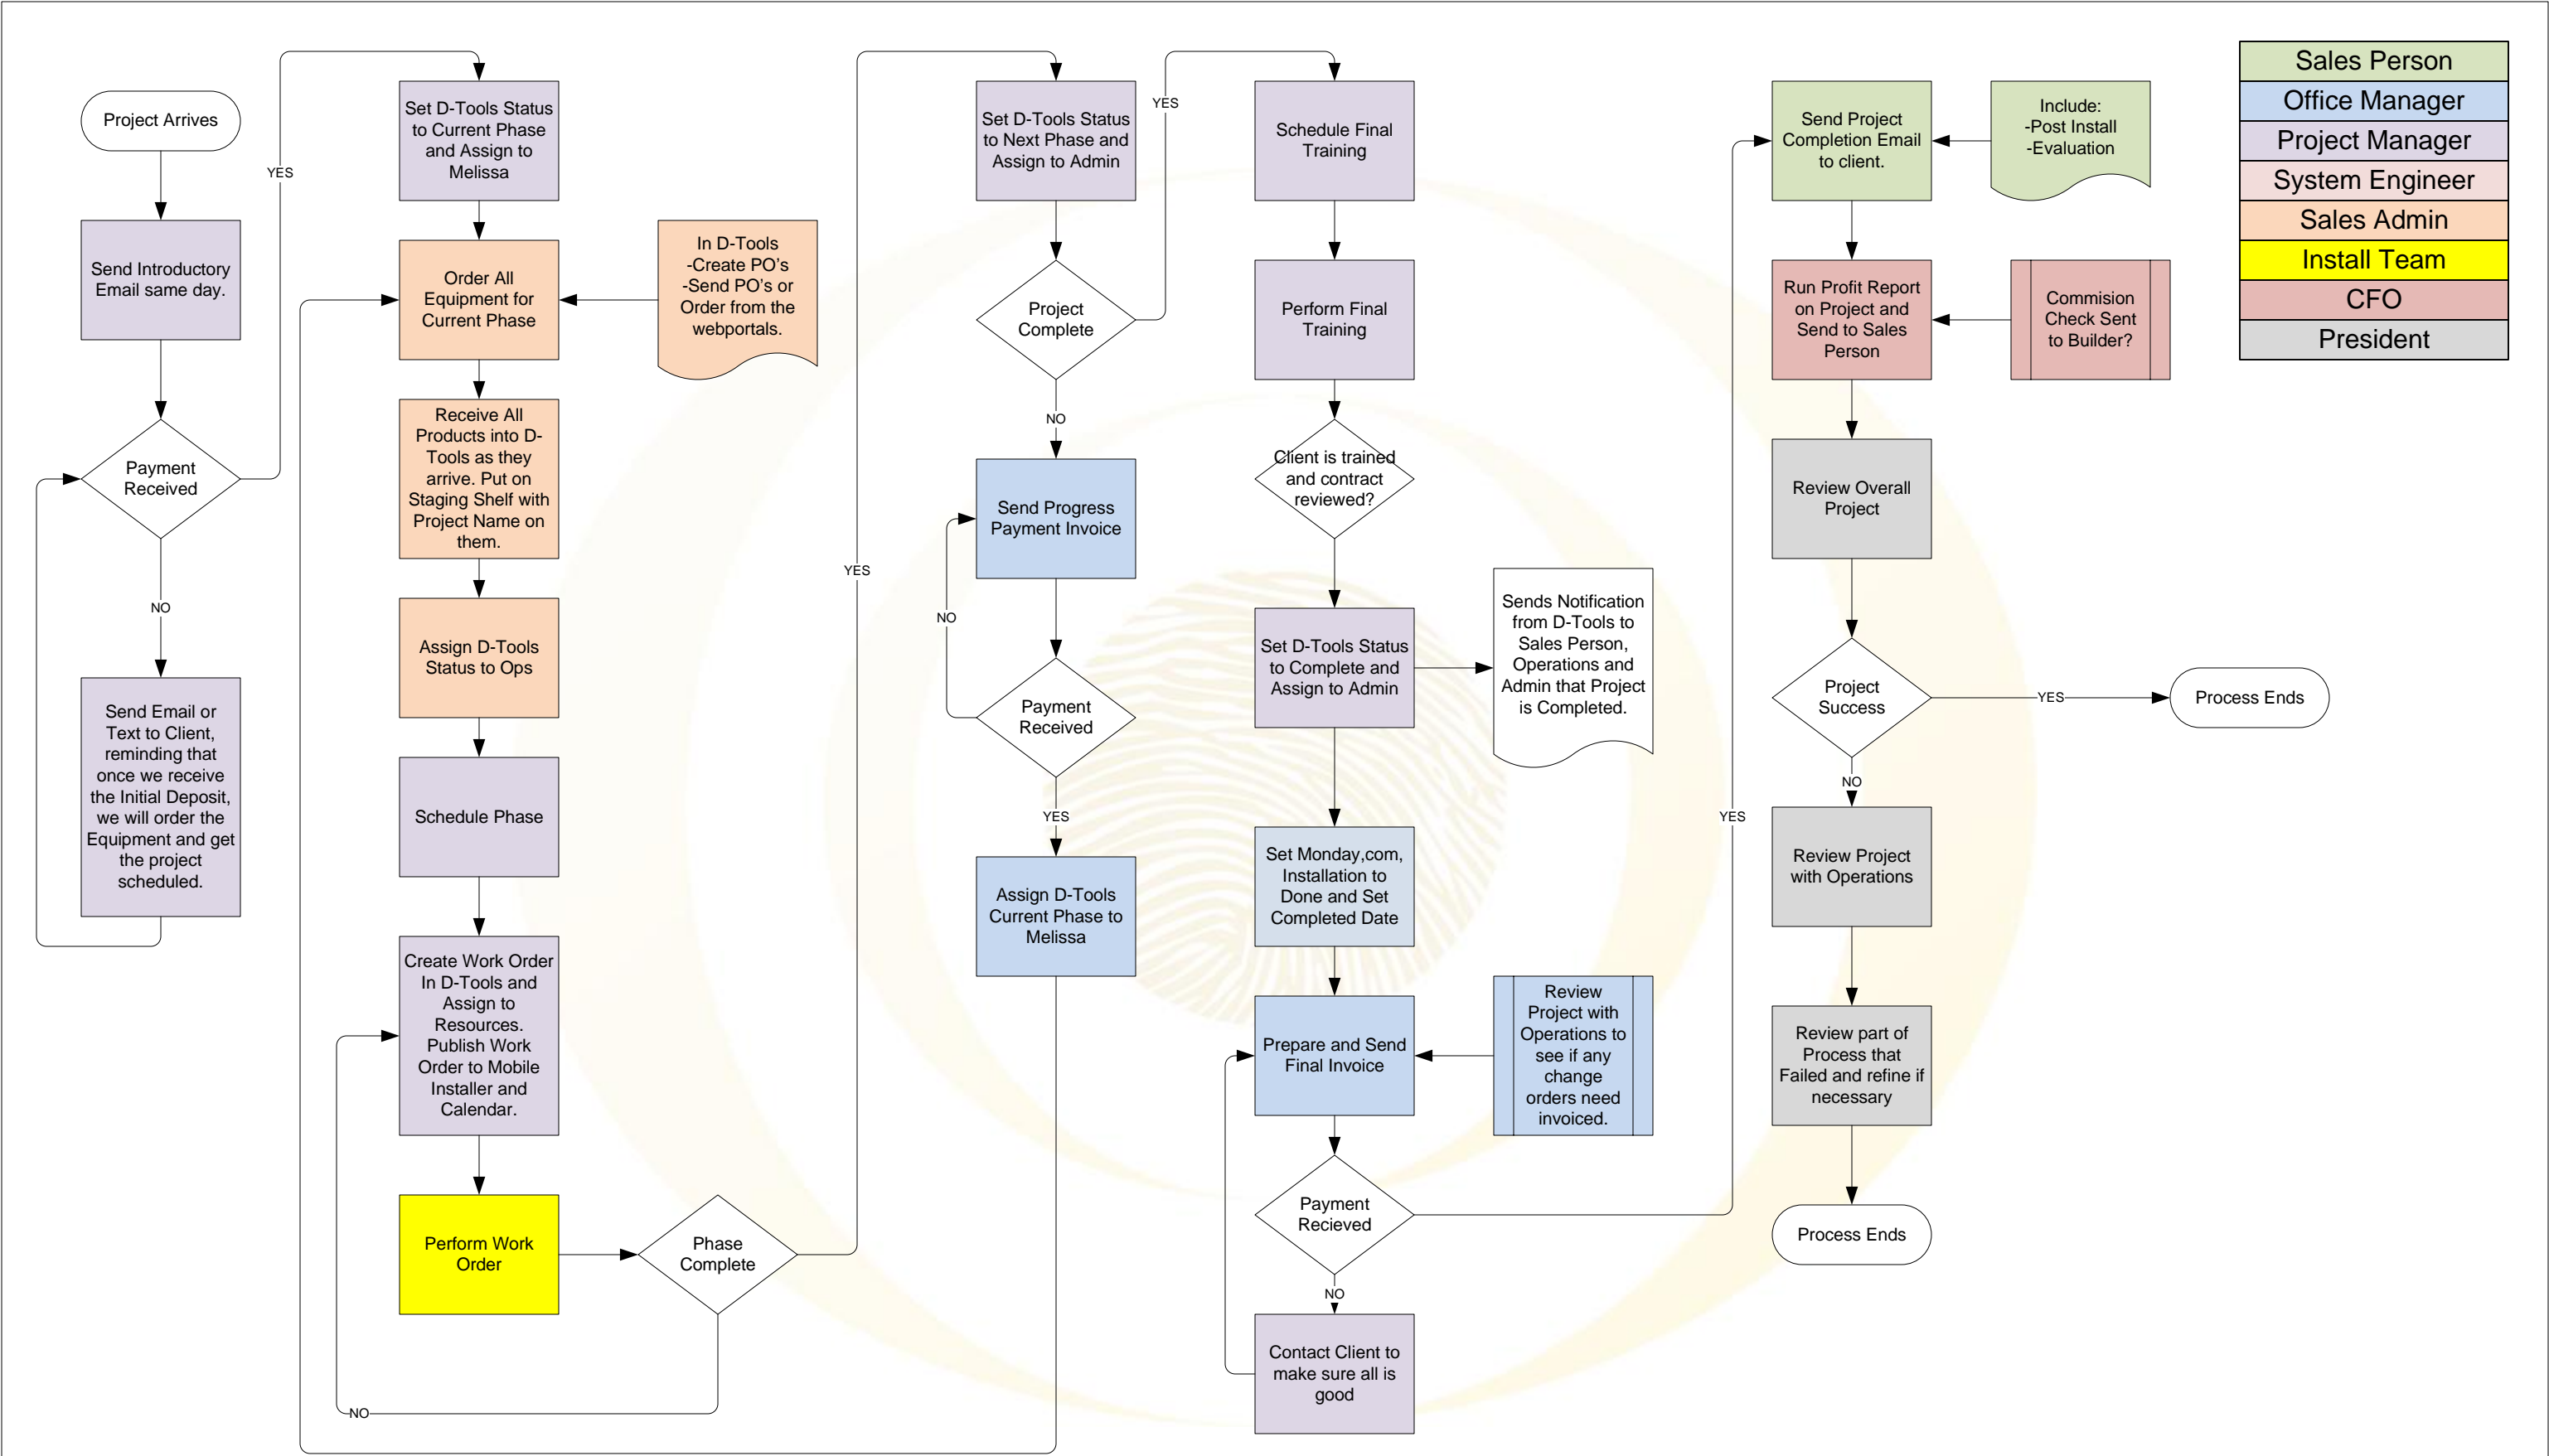 Project Arrives
Send Introductory
Email same day.
Payment
Received
YES
NO
Send Email or
Text to Client,
reminding that
once we receive
the Initial Deposit,
we will order the
Equipment and get
the project
scheduled.
Set D-Tools Status
to Current Phase
and Assign to
Melissa
Order All
Equipment for
Current Phase
In D-Tools
-Create PO's
-Send PO's or
Order from the
webportals.
Receive All
Products into D-
Tools as they
arrive. Put on
Staging Shelf with
Project Name on
them.
Assign D-Tools
Status to Ops
Schedule Phase
Create Work Order
In D-Tools and
Assign to
Resources.
Publish Work
Order to Mobile
Installer and
Calendar.
Perform Work
Order
Phase
Complete
NO
YES
Set D-Tools Status
to Next Phase and
Assign to Admin
Project
Complete
YES
NO
Send Progress
Payment Invoice
NO
Payment
Received
YES
Assign D-Tools
Current Phase to
Melissa
Schedule Final
Training
Perform Final
Training
Client is trained
and contract
reviewed?
Set D-Tools Status
to Complete and
Assign to Admin
Sends Notification
from D-Tools to
Sales Person,
Operations and
Admin that Project
is Completed.
Set Monday,com,
Installation to
Done and Set
Completed Date
Prepare and Send
Final Invoice
Review
Project with
Operations to
see if any
change
orders need
invoiced.
Payment
Recieved
NO
Contact Client to
make sure all is
good
YES
Send Project
Completion Email
to client.
Include:
-Post Install
-Evaluation
Run Profit Report
on Project and
Send to Sales
Person
Commision
Check Sent
to Builder?
Review Overall
Project
Project
Success
YES
Process Ends
NO
Review Project
with Operations
Review part of
Process that
Failed and refine if
necessary
Process Ends
Sales Person
Office Manager
Project Manager
System Engineer
Sales Admin
Install Team
CFO
President